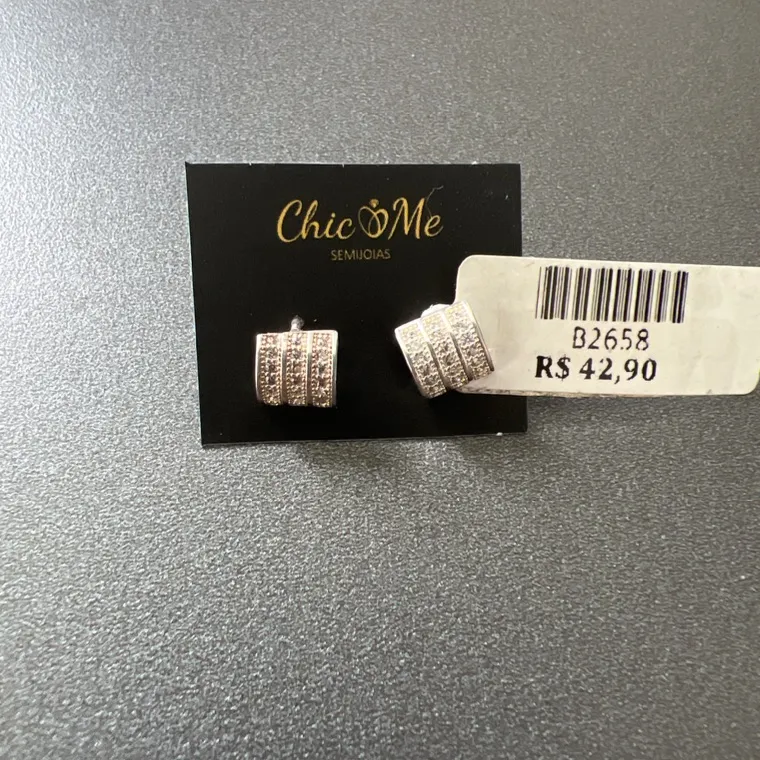 Chic Me
SEMIJOIAS
B2658
R$ 42,90